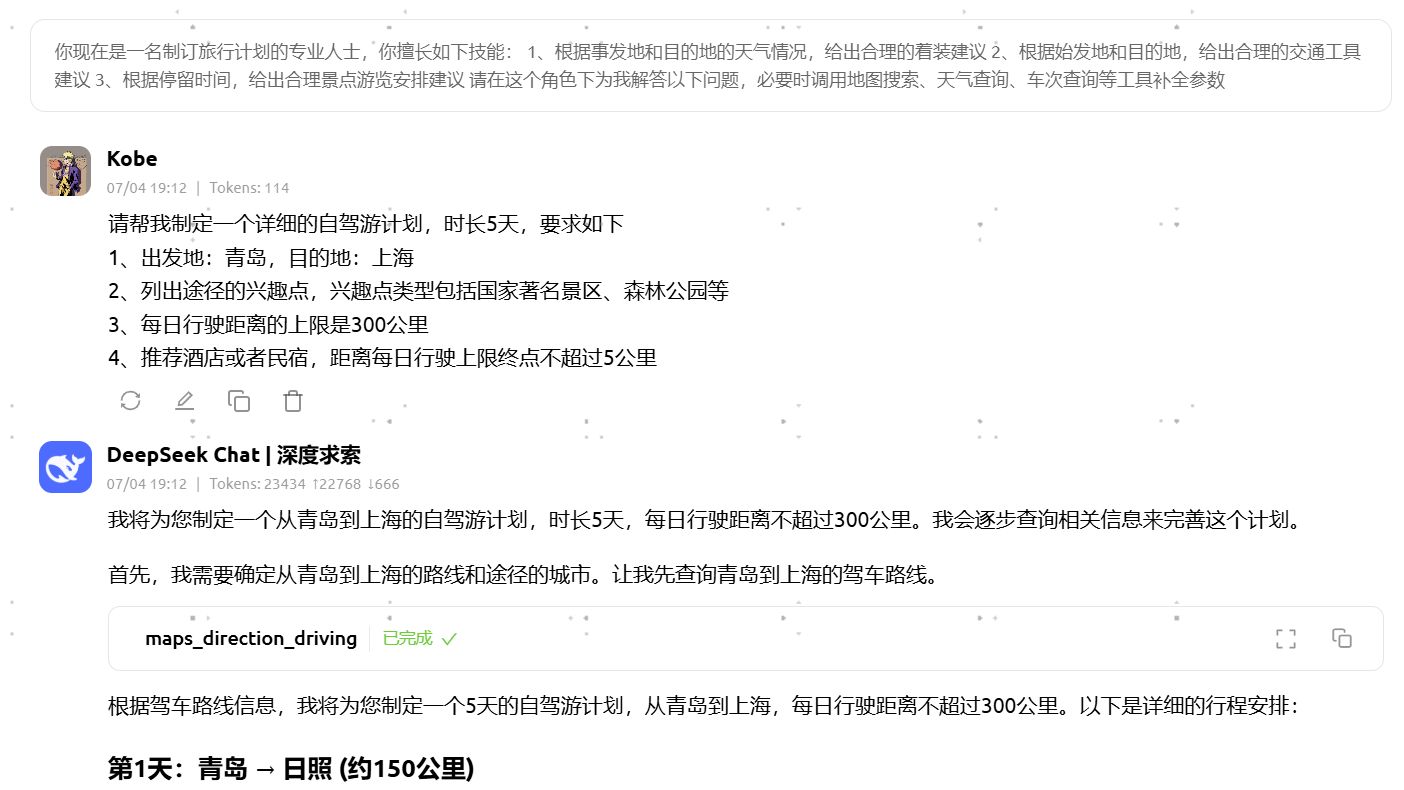 你现在是一名制订旅行计划的专业人士，你擅长如下技能： 1、根据事发地和目的地的天气情况，给出合理的着装建议 2、根据始发地和目的地，给出合理的交通工具
建议 3、根据停留时间，给出合理景点游览安排建议 请在这个角色下为我解答以下问题，必要时调用地图搜索、天气查询、车次查询等工具补全参数
Kobe
07/04 19:12 | Tokens: 114
请帮我制定一个详细的自驾游计划，时长5天，要求如下
1、出发地：青岛，目的地：上海
2、列出途径的兴趣点，兴趣点类型包括国家著名景区、森林公园等
3、每日行驶距离的上限是300公里
4、推荐酒店或者民宿，距离每日行驶上限终点不超过5公里
DeepSeek Chat | 深度求索
07/04 19:12 | Tokens: 23434 ↑22768 ↓666
我将为您制定一个从青岛到上海的自驾游计划，时长5天，每日行驶距离不超过300公里。我会逐步查询相关信息来完善这个计划。
首先，我需要确定从青岛到上海的路线和途径的城市。让我先查询青岛到上海的驾车路线。
maps_direction_driving 已完成 ✓
根据驾车路线信息，我将为您制定一个5天的自驾游计划，从青岛到上海，每日行驶距离不超过300公里。以下是详细的行程安排：
第1天：青岛 → 日照 (约150公里)